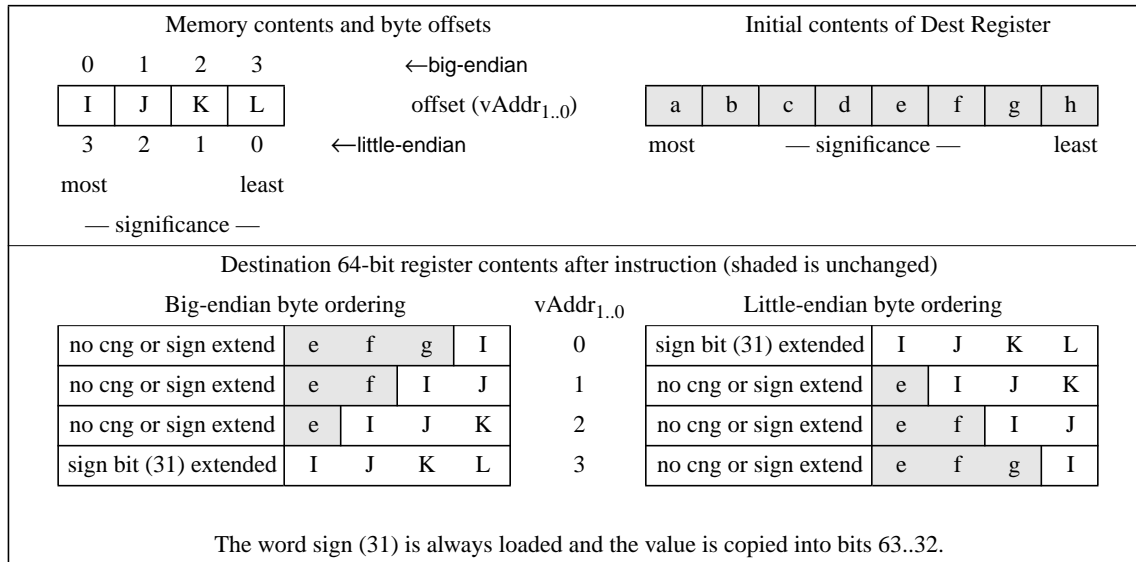 Memory contents and byte offsets
Initial contents of Dest Register
0 1 2 3 ←big-endian
I J K L offset (vAddr1..0)
a b c d e f g h
3 2 1 0 ←little-endian
most — significance — least
most least
— significance —
Destination 64-bit register contents after instruction (shaded is unchanged)
Big-endian byte ordering vAddr1..0 Little-endian byte ordering
no cng or sign extend e f g I 0 sign bit (31) extended I J K L
no cng or sign extend e f I J 1 no cng or sign extend e I J K
no cng or sign extend e I J K 2 no cng or sign extend e f I J
sign bit (31) extended I J K L 3 no cng or sign extend e f g I
The word sign (31) is always loaded and the value is copied into bits 63..32.